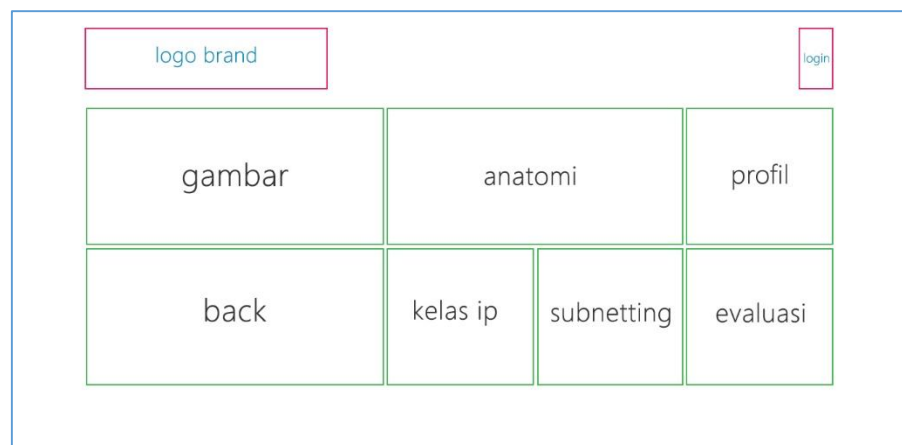 logo brand
login
gambar
anatomi
profil
back
kelas ip
subnetting
evaluasi